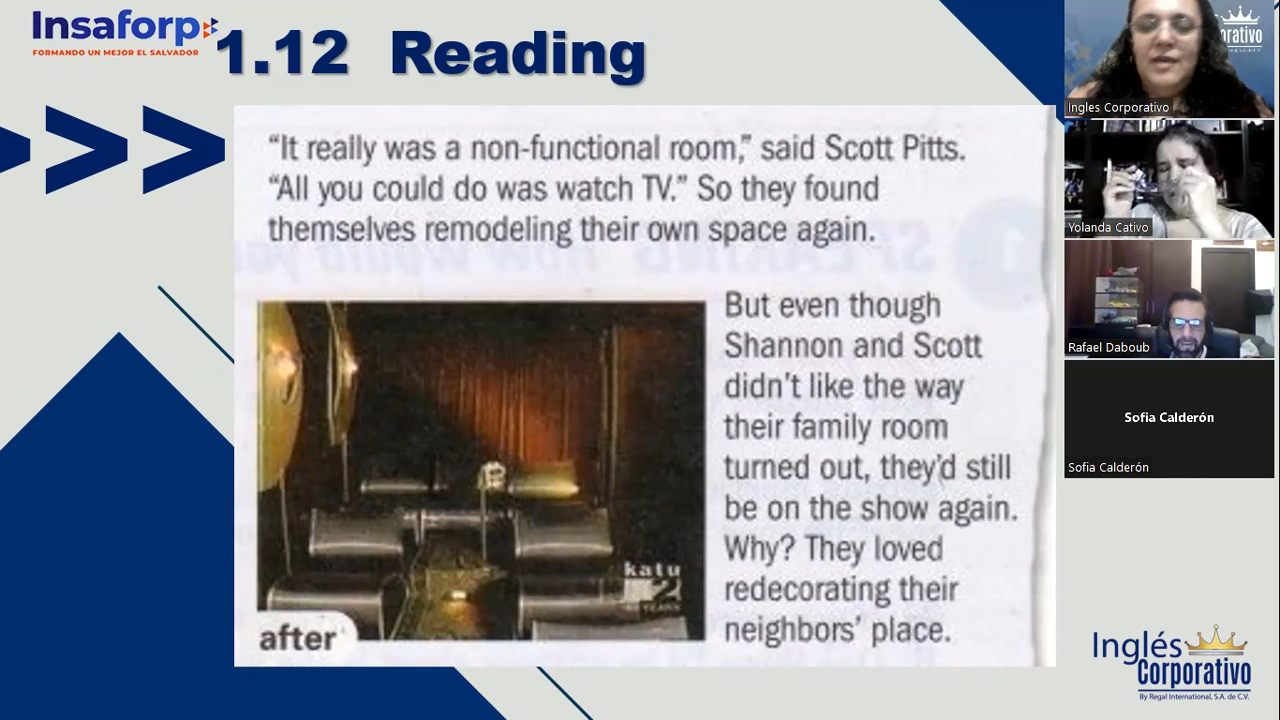 Insaforp
FORMANDO UN MEJOR EL SALVADOR
1.12 Reading
“It really was a non-functional room,” said Scott Pitts.
“All you could do was watch TV.” So they found
themselves remodeling their own space again.
But even though
Shannon and Scott
didn’t like the way
their family room
turned out, they’d still
be on the show again.
Why? They loved
redecorating their
neighbors’ place.
katu
2
after
Ingles Corporativo
Yolanda Cativo
Rafael Daboub
Sofia Calderón
Sofia Calderón
Inglés
Corporativo
By Regal International, S.A. de C.V.